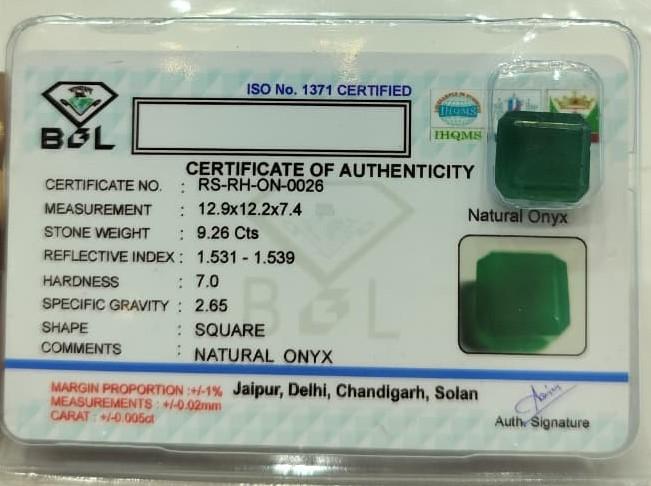 ISO No. 1371 CERTIFIED
BGL
IHQMS
CERTIFICATE OF AUTHENTICITY
CERTIFICATE NO. : RS-RH-ON-0026
MEASUREMENT : 12.9x12.2x7.4
STONE WEIGHT : 9.26 Cts
REFLECTIVE INDEX : 1.531 - 1.539
HARDNESS : 7.0
SPECIFIC GRAVITY : 2.65
SHAPE : SQUARE
COMMENTS : NATURAL ONYX
Natural Onyx
BGL
MARGIN PROPORTION :+/-1%
MEASUREMENTS : +/-0.02mm
CARAT : +/-0.005ct
Jaipur, Delhi, Chandigarh, Solan
Auth. Signature